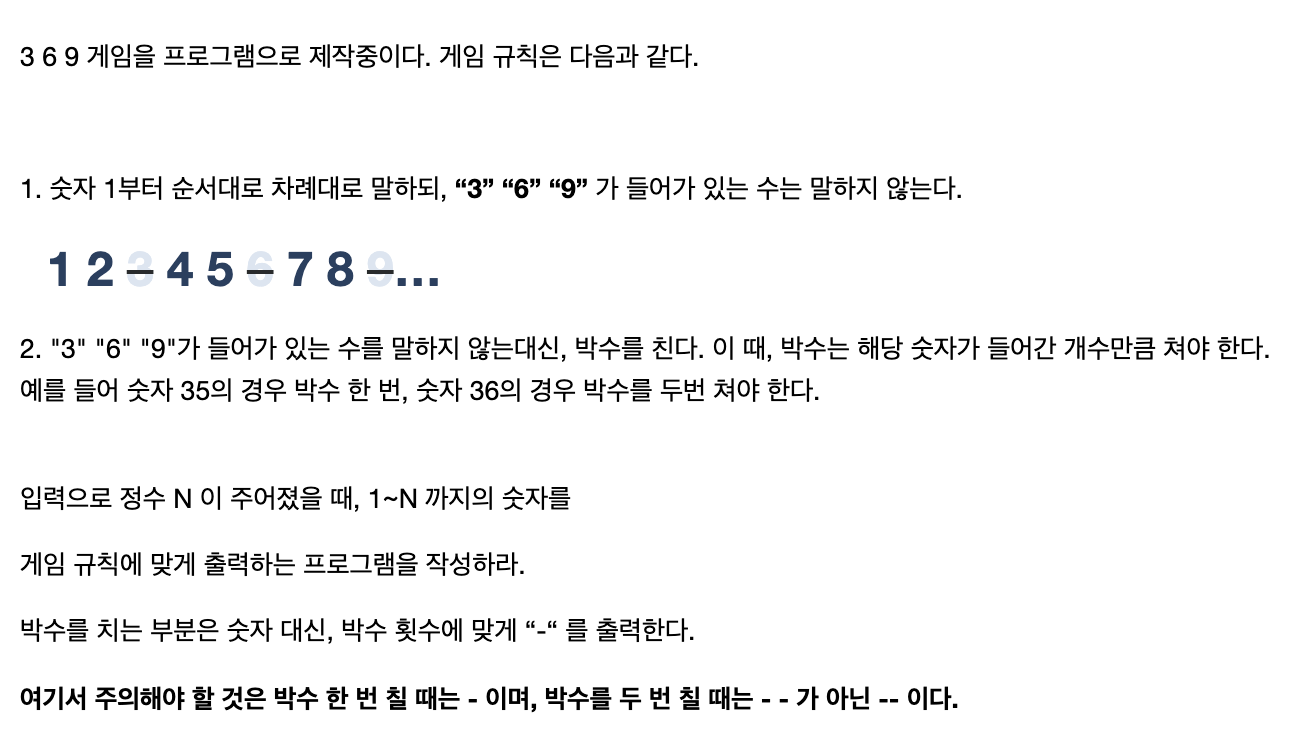 3 6 9 게임을 프로그램으로 제작중이다. 게임 규칙은 다음과 같다.
1. 숫자 1부터 순서대로 차례대로 말하되, “3” “6” “9” 가 들어가 있는 수는 말하지 않는다.
1 2 3 4 5 6 7 8 9...
2. "3" "6" "9"가 들어가 있는 수를 말하지 않는대신, 박수를 친다. 이 때, 박수는 해당 숫자가 들어간 개수만큼 쳐야 한다.
예를 들어 숫자 35의 경우 박수 한 번, 숫자 36의 경우 박수를 두번 쳐야 한다.
입력으로 정수 N 이 주어졌을 때, 1~N 까지의 숫자를
게임 규칙에 맞게 출력하는 프로그램을 작성하라.
박수를 치는 부분은 숫자 대신, 박수 횟수에 맞게 “-“ 를 출력한다.
여기서 주의해야 할 것은 박수 한 번 칠 때는 - 이며, 박수를 두 번 칠 때는 - - 가 아닌 -- 이다.